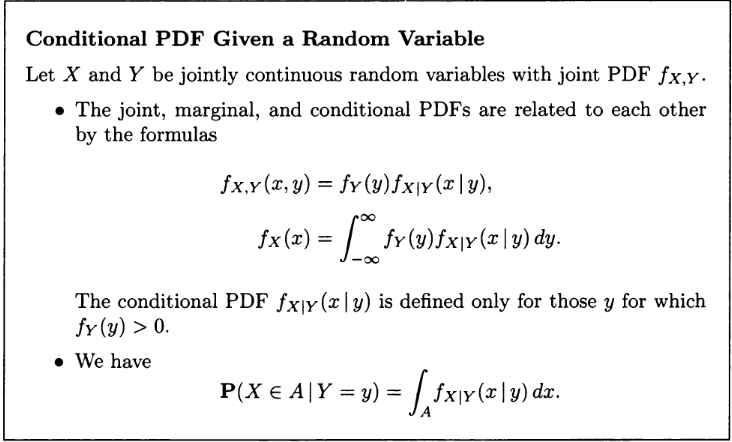 Conditional PDF Given a Random Variable
Let X and Y be jointly continuous random variables with joint PDF f_{X,Y}.
• The joint, marginal, and conditional PDFs are related to each other
by the formulas
f_{X,Y}(x, y) = f_Y(y) f_{X|Y}(x | y),
f_X(x) = ∫_{-∞}^{∞} f_Y(y) f_{X|Y}(x | y) dy.
The conditional PDF f_{X|Y}(x | y) is defined only for those y for which
f_Y(y) > 0.
• We have
P(X ∈ A | Y = y) = ∫_A f_{X|Y}(x | y) dx.